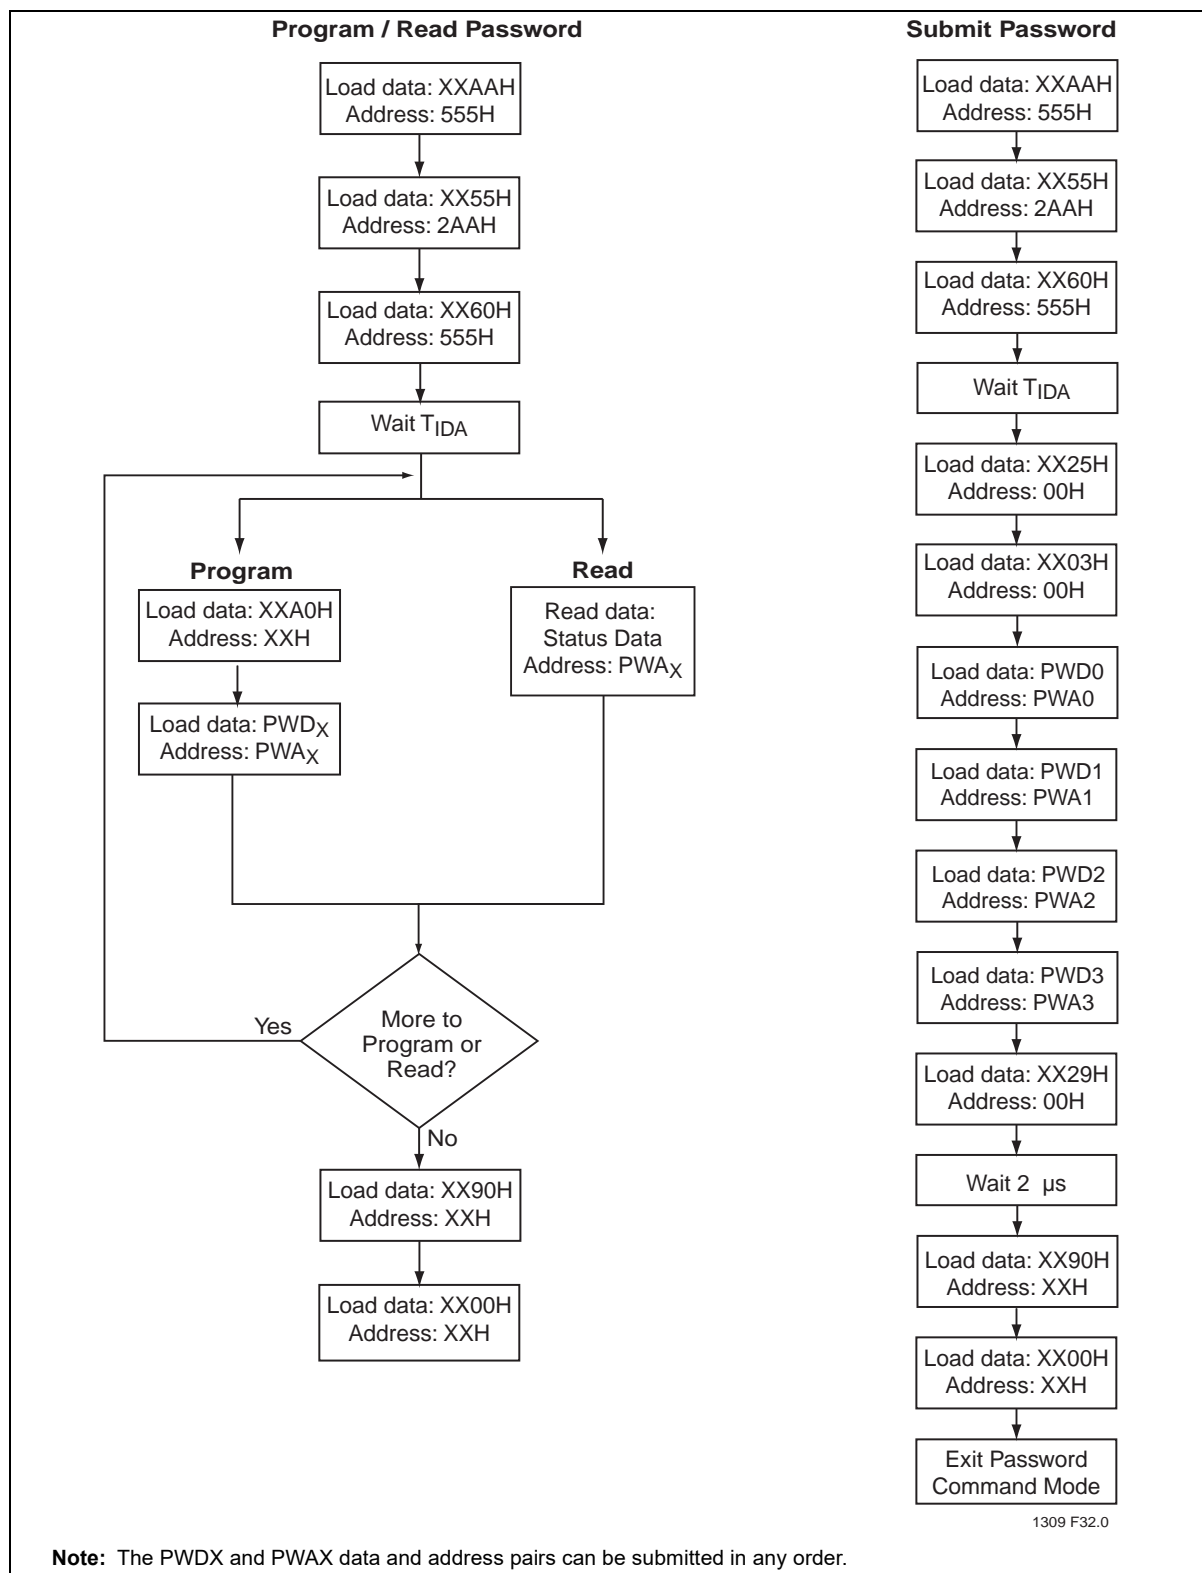 Program / Read Password
Load data: XXAAH
Address: 555H
Load data: XX55H
Address: 2AAH
Load data: XX60H
Address: 555H
Wait TIDA
Program
Load data: XXA0H
Address: XXH
Load data: PWDX
Address: PWAX
Read
Read data:
Status Data
Address: PWAX
More to
Program or
Read?
Yes
No
Load data: XX90H
Address: XXH
Load data: XX00H
Address: XXH
Submit Password
Load data: XXAAH
Address: 555H
Load data: XX55H
Address: 2AAH
Load data: XX60H
Address: 555H
Wait TIDA
Load data: XX25H
Address: 00H
Load data: XX03H
Address: 00H
Load data: PWD0
Address: PWA0
Load data: PWD1
Address: PWA1
Load data: PWD2
Address: PWA2
Load data: PWD3
Address: PWA3
Load data: XX29H
Address: 00H
Wait 2 µs
Load data: XX90H
Address: XXH
Load data: XX00H
Address: XXH
Exit Password
Command Mode
1309 F32.0
Note: The PWDX and PWAX data and address pairs can be submitted in any order.